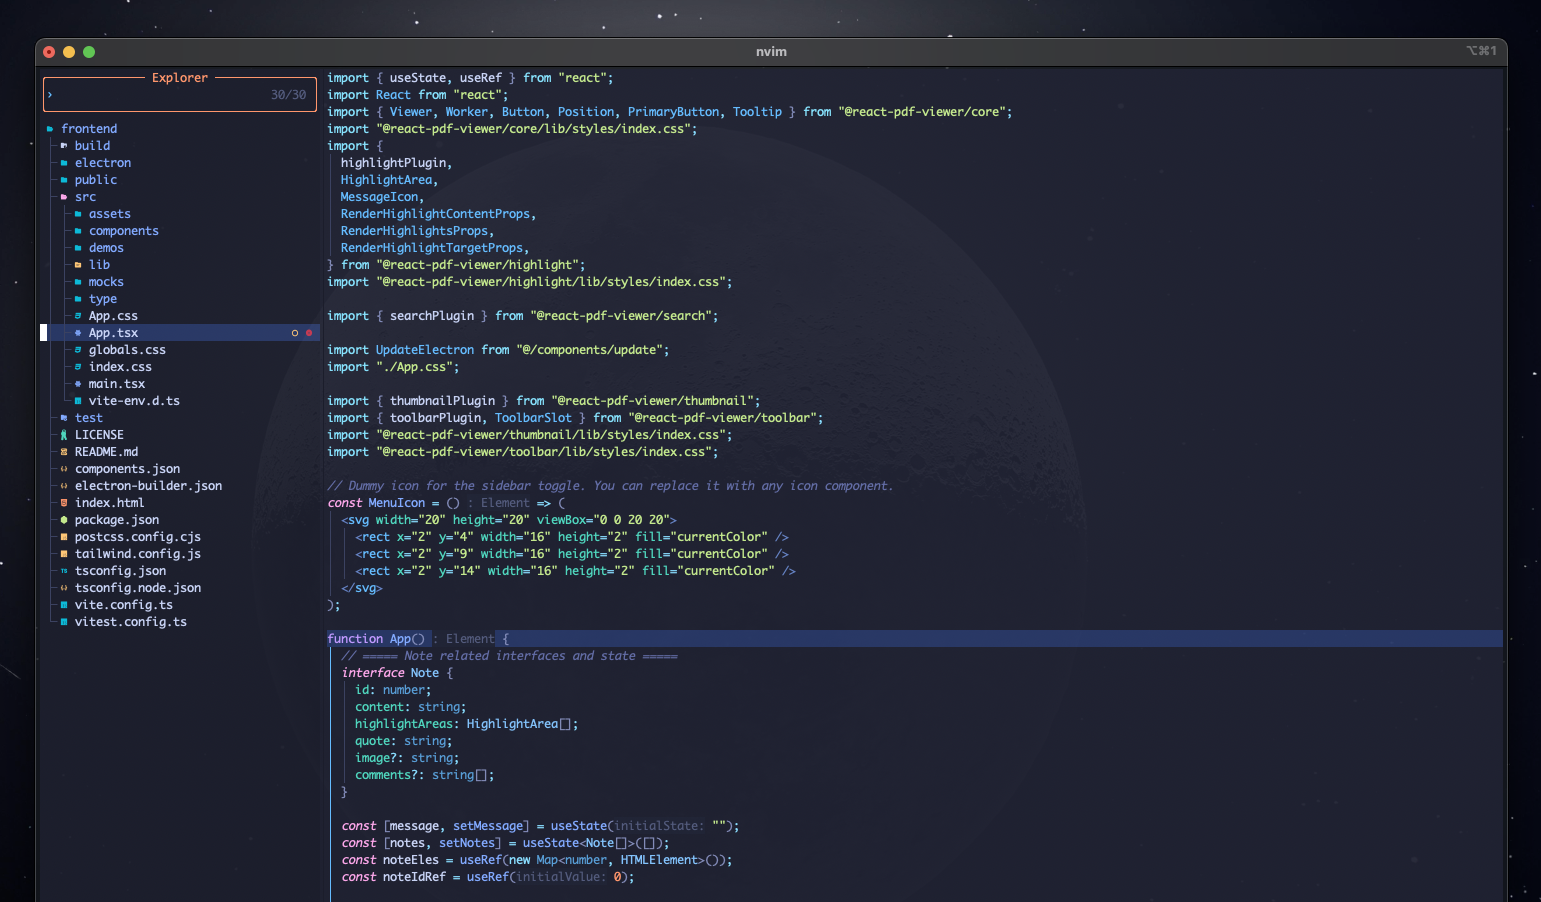 nvim
⌥⌘1
Explorer
› 30/30
frontend
build
electron
public
src
assets
components
demos
lib
mocks
type
App.css
App.tsx
globals.css
index.css
main.tsx
vite-env.d.ts
test
LICENSE
README.md
components.json
electron-builder.json
index.html
package.json
postcss.config.cjs
tailwind.config.js
tsconfig.json
tsconfig.node.json
vite.config.ts
vitest.config.ts
import { useState, useRef } from "react";
import React from "react";
import { Viewer, Worker, Button, Position, PrimaryButton, Tooltip } from "@react-pdf-viewer/core";
import "@react-pdf-viewer/core/lib/styles/index.css";
import {
  highlightPlugin,
  HighlightArea,
  MessageIcon,
  RenderHighlightContentProps,
  RenderHighlightsProps,
  RenderHighlightTargetProps,
} from "@react-pdf-viewer/highlight";
import "@react-pdf-viewer/highlight/lib/styles/index.css";
import { searchPlugin } from "@react-pdf-viewer/search";
import UpdateElectron from "@/components/update";
import "./App.css";
import { thumbnailPlugin } from "@react-pdf-viewer/thumbnail";
import { toolbarPlugin, ToolbarSlot } from "@react-pdf-viewer/toolbar";
import "@react-pdf-viewer/thumbnail/lib/styles/index.css";
import "@react-pdf-viewer/toolbar/lib/styles/index.css";
// Dummy icon for the sidebar toggle. You can replace it with any icon component.
const MenuIcon = () : Element => (
  <svg width="20" height="20" viewBox="0 0 20 20">
    <rect x="2" y="4" width="16" height="2" fill="currentColor" />
    <rect x="2" y="9" width="16" height="2" fill="currentColor" />
    <rect x="2" y="14" width="16" height="2" fill="currentColor" />
  </svg>
);
function App() : Element {
  // ===== Note related interfaces and state =====
  interface Note {
    id: number;
    content: string;
    highlightAreas: HighlightArea[];
    quote: string;
    image?: string;
    comments?: string[];
  }
  const [message, setMessage] = useState(initialState: "");
  const [notes, setNotes] = useState<Note[]>([]);
  const noteEles = useRef(new Map<number, HTMLElement>());
  const noteIdRef = useRef(initialValue: 0);